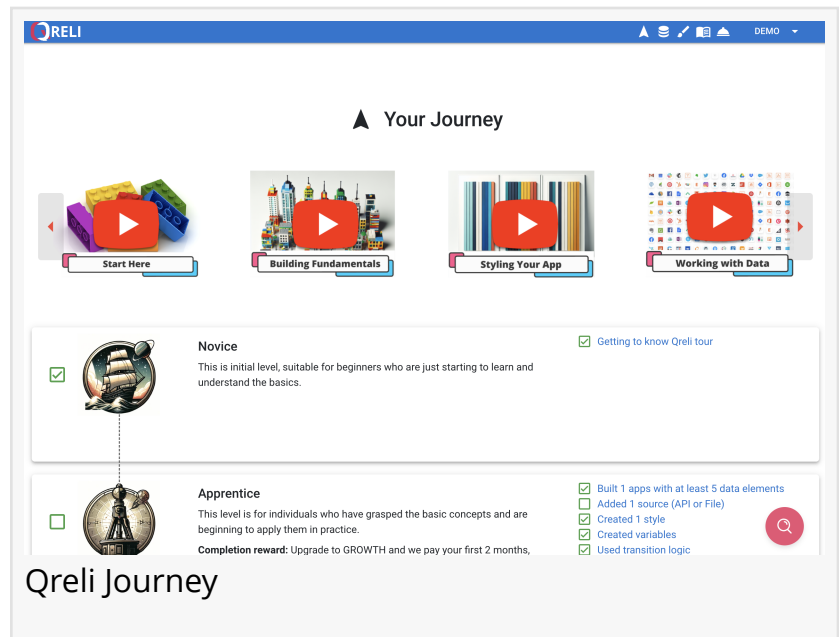 QRELI
DEMO
Your Journey
Start Here
Building Fundamentals
Styling Your App
Working with Data
Novice
This is initial level, suitable for beginners who are just starting to learn and
understand the basics.
Getting to know Qreli tour
Apprentice
This level is for individuals who have grasped the basic concepts and are
beginning to apply them in practice.
Completion reward: Upgrade to GROWTH and we pay your first 2 months,
Built 1 apps with at least 5 data elements
Added 1 source (API or File)
Created 1 style
Created variables
Used transition logic
Qreli Journey